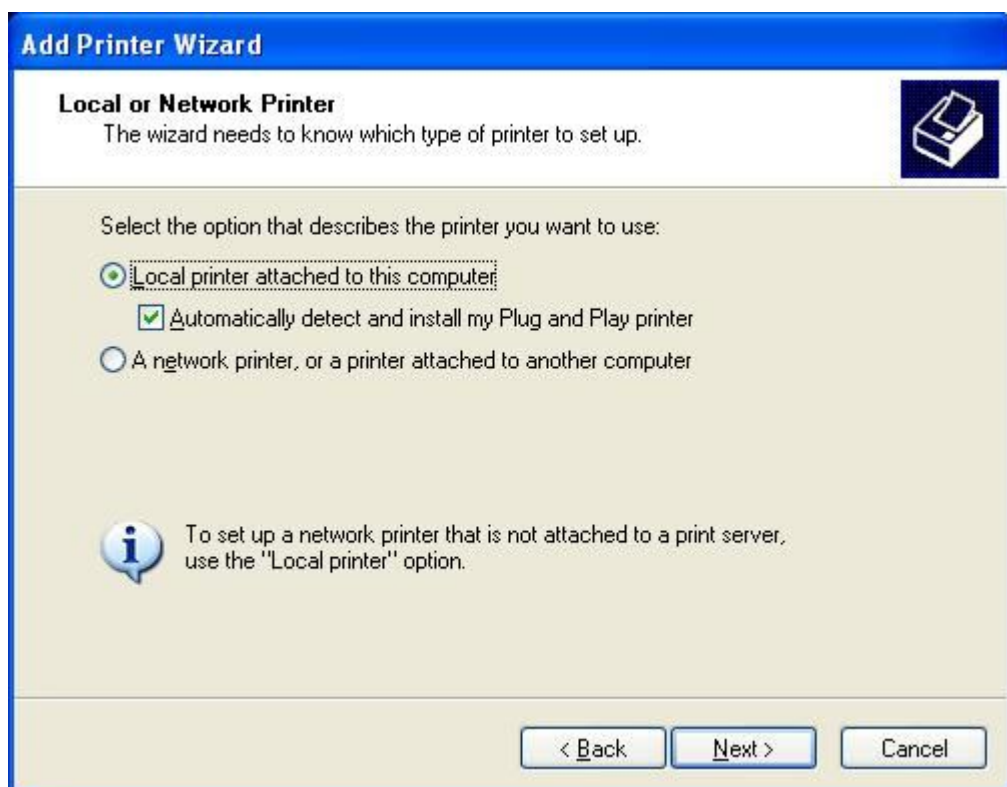 Add Printer Wizard
Local or Network Printer
The wizard needs to know which type of printer to set up.
Select the option that describes the printer you want to use:
Local printer attached to this computer
Automatically detect and install my Plug and Play printer
A network printer, or a printer attached to another computer
To set up a network printer that is not attached to a print server,
use the "Local printer" option.
< Back
Next >
Cancel